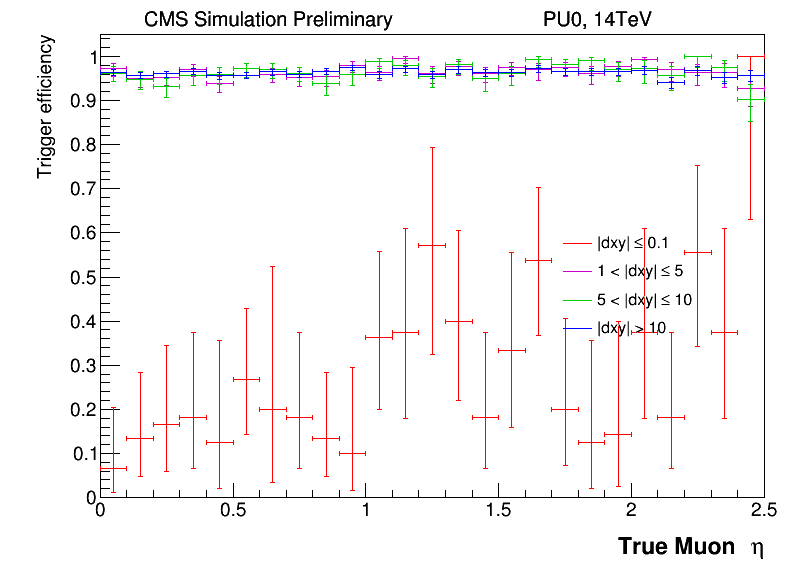 CMS Simulation Preliminary PU0, 14TeV
Trigger efficiency
1
0.9
0.8
0.7
0.6
0.5
0.4
0.3
0.2
0.1
0
|dxy| ≤ 0.1
1 < |dxy| ≤ 5
5 < |dxy| ≤ 10
|dxy| > 10
0 0.5 1 1.5 2 2.5
True Muon η